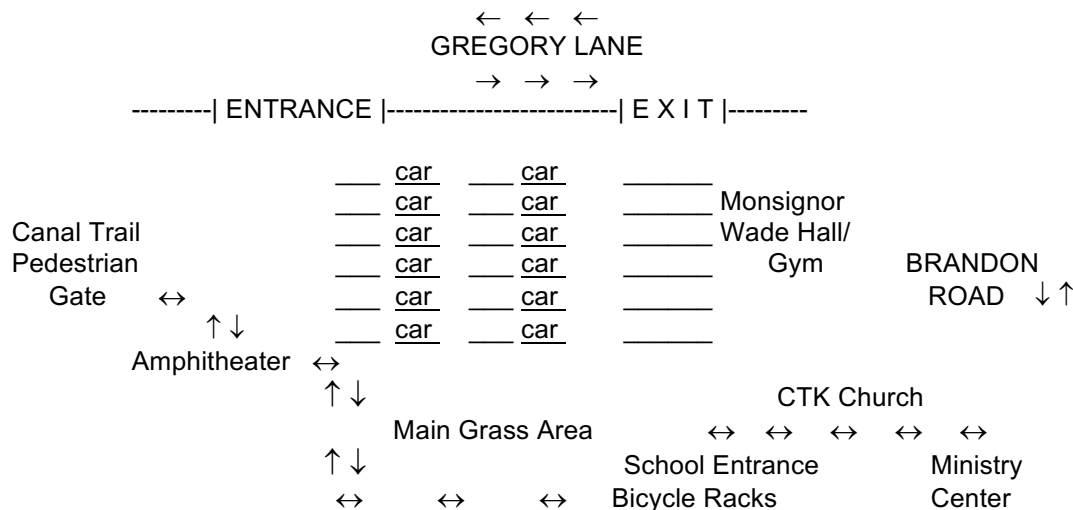 ← ← ←
GREGORY LANE
→ → →
---------| ENTRANCE |--------------------------| E X I T |---------
___ car ___ car ______
___ car ___ car ______ Monsignor
Canal Trail ___ car ___ car ______ Wade Hall/
Pedestrian ___ car ___ car ______ Gym BRANDON
Gate ↔ ___ car ___ car ______ ROAD ↓ ↑
↑ ↓ ___ car ___ car ______
Amphitheater ↔
↑ ↓ CTK Church
Main Grass Area ↔ ↔ ↔ ↔ ↔
↑ ↓ School Entrance Ministry
↔ ↔ ↔ Bicycle Racks Center